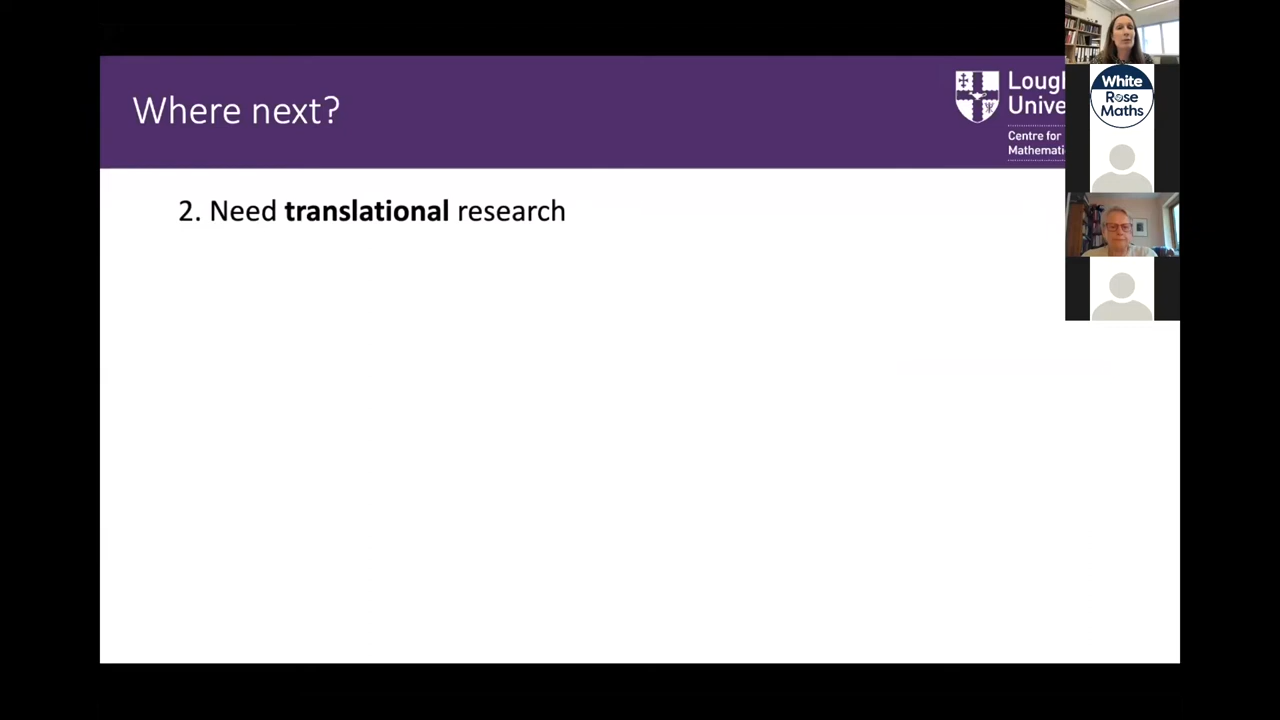 Where next?
Lough
Unive
Centre for
Mathemati
White
Rose
Maths
2. Need translational research